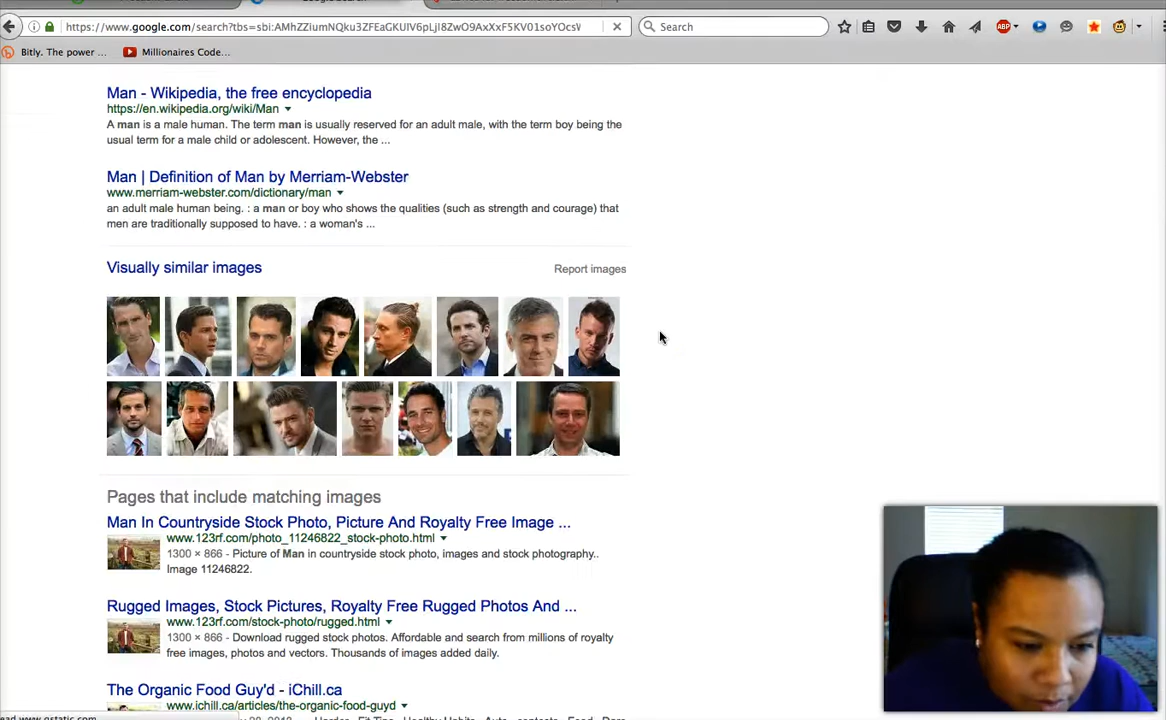 https://www.google.com/search?tbs=sbi:AMhZZiumNQku3ZFEaGKUIV6pLjI8ZwO9AxXxF5KV01soYOcsV
Search
Bitly. The power ...
Millionaires Code...
Man - Wikipedia, the free encyclopedia
https://en.wikipedia.org/wiki/Man
A man is a male human. The term man is usually reserved for an adult male, with the term boy being the
usual term for a male child or adolescent. However, the ...
Man | Definition of Man by Merriam-Webster
www.merriam-webster.com/dictionary/man
an adult male human being. : a man or boy who shows the qualities (such as strength and courage) that
men are traditionally supposed to have. : a woman's ...
Visually similar images
Report images
Pages that include matching images
Man In Countryside Stock Photo, Picture And Royalty Free Image ...
www.123rf.com/photo_11246822_stock-photo.html
1300 × 866 - Picture of Man in countryside stock photo, images and stock photography..
Image 11246822.
Rugged Images, Stock Pictures, Royalty Free Rugged Photos And ...
www.123rf.com/stock-photo/rugged.html
1300 × 866 - Download rugged stock photos. Affordable and search from millions of royalty
free images, photos and vectors. Thousands of images added daily.
The Organic Food Guy'd - iChill.ca
www.ichill.ca/articles/the-organic-food-guyd
ABP